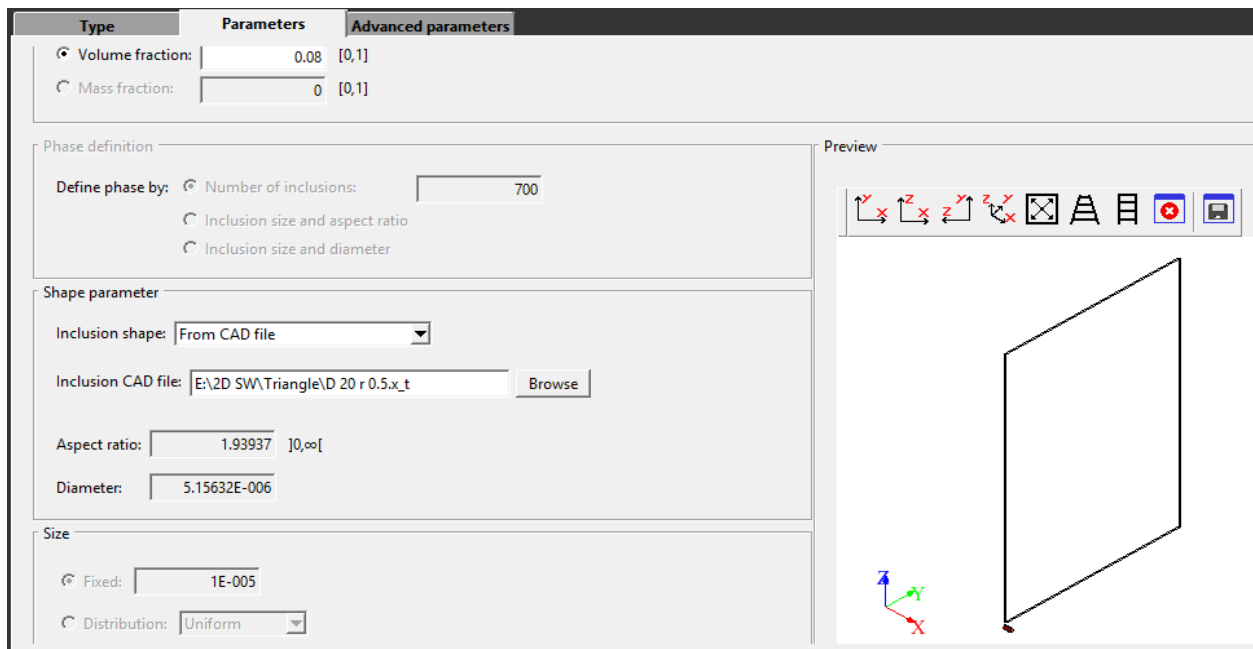 Type Parameters Advanced parameters
Volume fraction: 0.08 [0,1]
Mass fraction: 0 [0,1]
Phase definition
Define phase by: Number of inclusions: 700
Inclusion size and aspect ratio
Inclusion size and diameter
Shape parameter
Inclusion shape: From CAD file
Inclusion CAD file: E:\2D SW\Triangle\D 20 r 0.5.x_t Browse
Aspect ratio: 1.93937 ]0,∞[
Diameter: 5.15632E-006
Size
Fixed: 1E-005
Distribution: Uniform
Preview
Y X Z X Z Y Z Y X
Z
Y
X